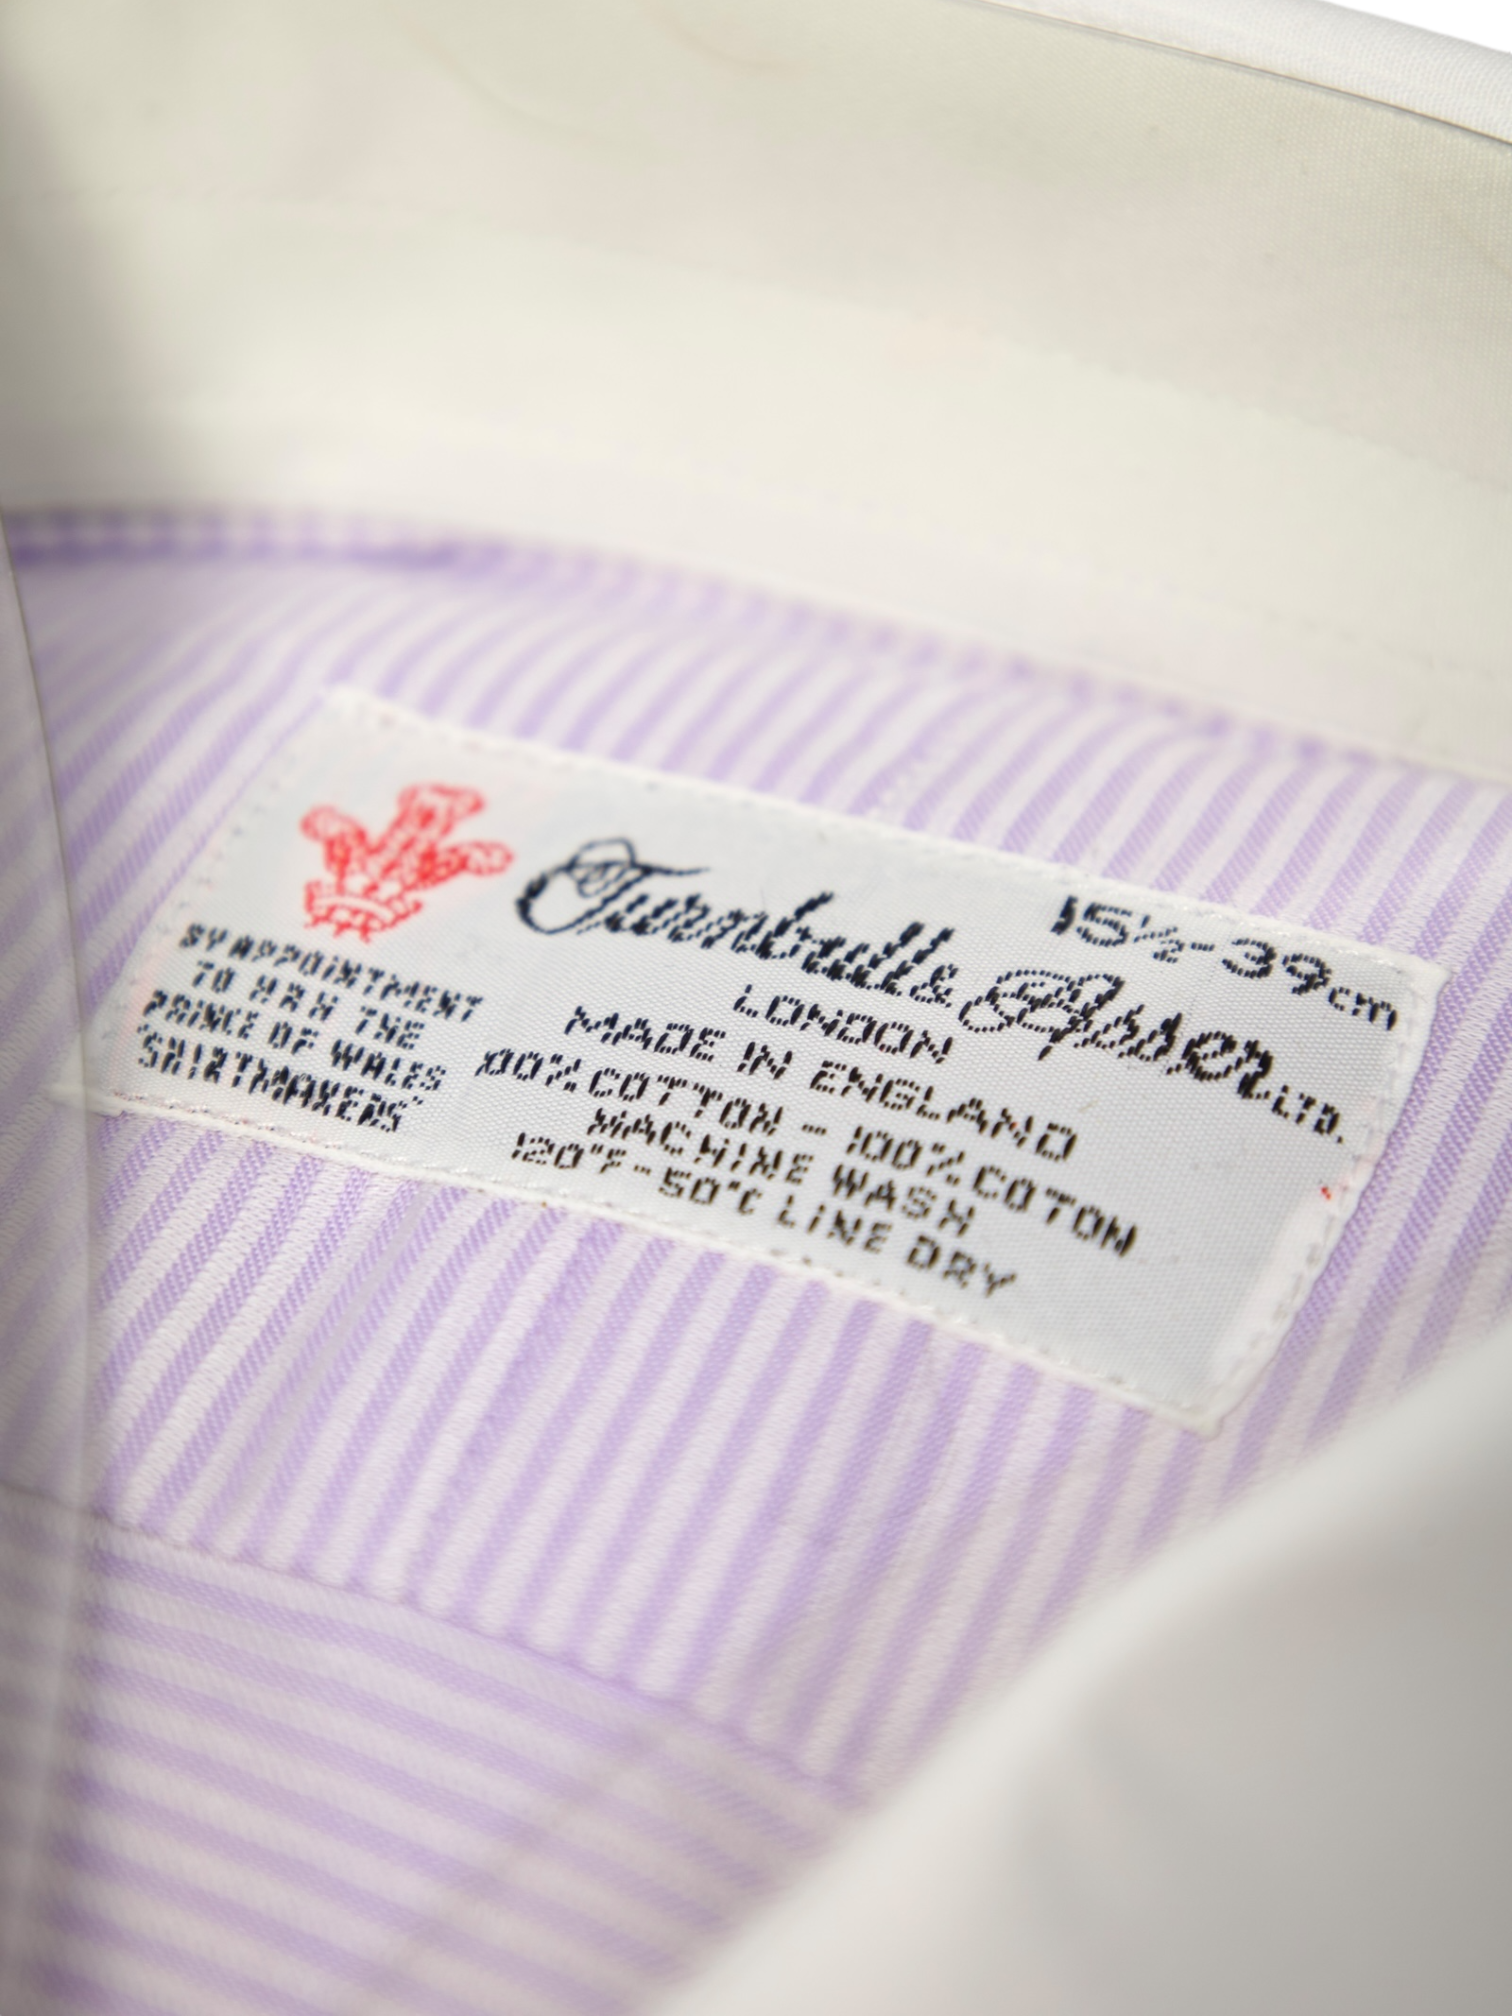 15½-39cm
Turnbull & Asser LTD.
LONDON
MADE IN ENGLAND
100% COTTON - 100% COTON
MACHINE WASH
120°F-50°C LINE DRY
BY APPOINTMENT
TO H R H THE
PRINCE OF WALES
SHIRTMAKERS